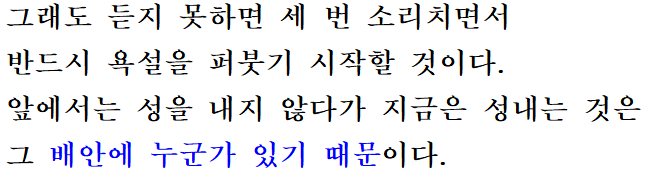 그래도 듣지 못하면 세 번 소리치면서
반드시 욕설을 퍼붓기 시작할 것이다.
앞에서는 성을 내지 않다가 지금은 성내는 것은
그 배안에 누군가 있기 때문이다.